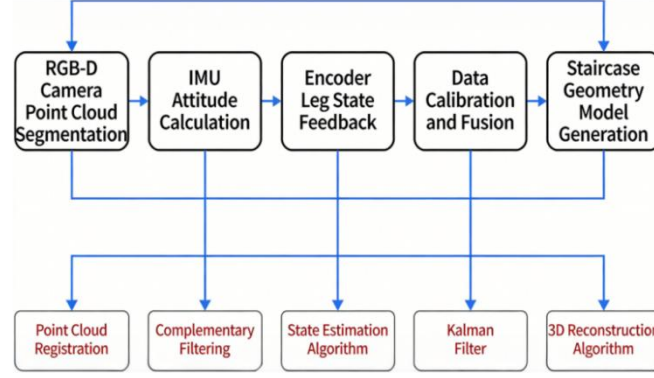 RGB-D
Camera
Point Cloud
Segmentation
IMU
Attitude
Calculation
Encoder
Leg State
Feedback
Data
Calibration
and Fusion
Staircase
Geometry
Model
Generation
Point Cloud
Registration
Complementary
Filtering
State Estimation
Algorithm
Kalman
Filter
3D Reconstruction
Algorithm